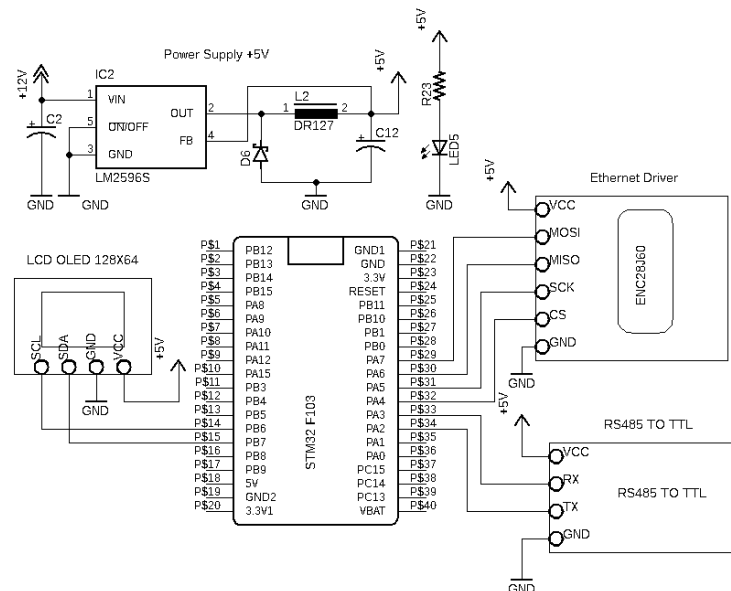 Power Supply +5V
+12V
IC2
1
VIN
5
ON/OFF
3
GND
OUT
2
FB
4
LM2596S
C2
GND
GND
D6
L2
1
2
DR127
C12
+5V
GND
+5V
R23
LED5
GND
Ethernet Driver
+5V
VCC
MOSI
MISO
SCK
CS
GND
ENC28J60
GND
LCD OLED 128X64
SCL
SDA
GND
VCC
+5V
GND
STM32 F103
P$1 PB12 GND1 P$21
P$2 PB13 GND P$22
P$3 PB14 3.3V P$23
P$4 PB15 RESET P$24
P$5 PA8 PB11 P$25
P$6 PA9 PB10 P$26
P$7 PA10 PB1 P$27
P$8 PA11 PB0 P$28
P$9 PA12 PA7 P$29
P$10 PA15 PA6 P$30
P$11 PB3 PA5 P$31
P$12 PB4 PA4 P$32
P$13 PB5 PA3 P$33
P$14 PB6 PA2 P$34
P$15 PB7 PA1 P$35
P$16 PB8 PA0 P$36
P$17 PB9 PC15 P$37
P$18 5V PC14 P$38
P$19 GND2 PC13 P$39
P$20 3.3V1 VBAT P$40
+5V
RS485 TO TTL
VCC
RX
TX
GND
RS485 TO TTL
GND